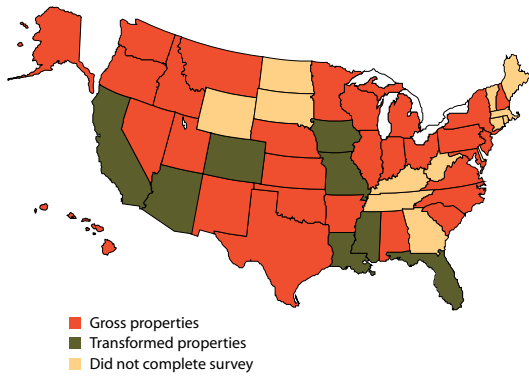 Gross properties
Transformed properties
Did not complete survey